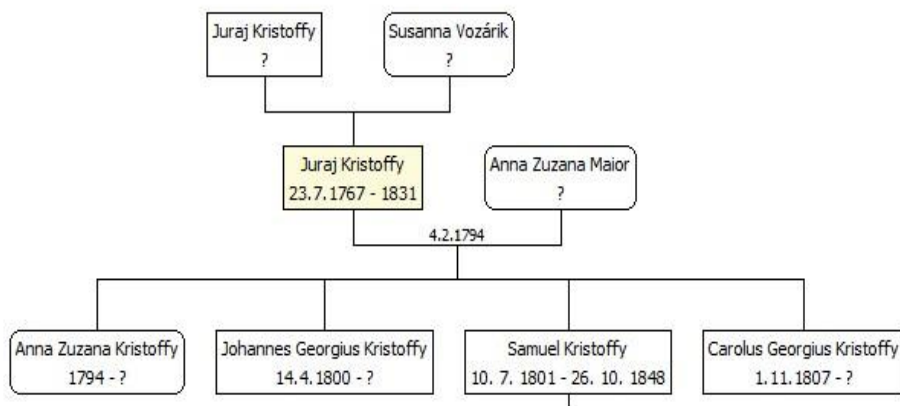 Juraj Kristoffy
?
Susanna Vozárik
?
Juraj Kristoffy
23.7.1767 - 1831
Anna Zuzana Maior
?
4.2.1794
Anna Zuzana Kristoffy
1794 - ?
Johannes Georgius Kristoffy
14.4.1800 - ?
Samuel Kristoffy
10. 7. 1801 - 26. 10. 1848
Carolus Georgius Kristoffy
1.11.1807 - ?